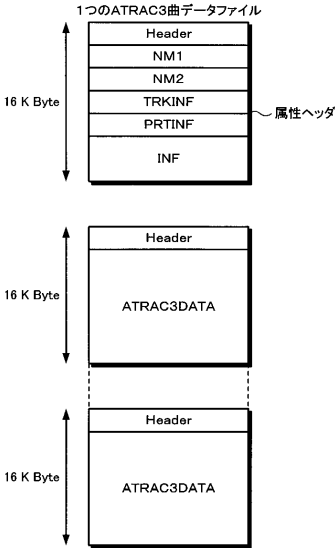 1つのATRAC3曲データファイル
Header
NM1
NM2
TRKINF
PRTINF
INF
16 K Byte
属性ヘッダ
Header
ATRAC3DATA
16 K Byte
Header
ATRAC3DATA
16 K Byte